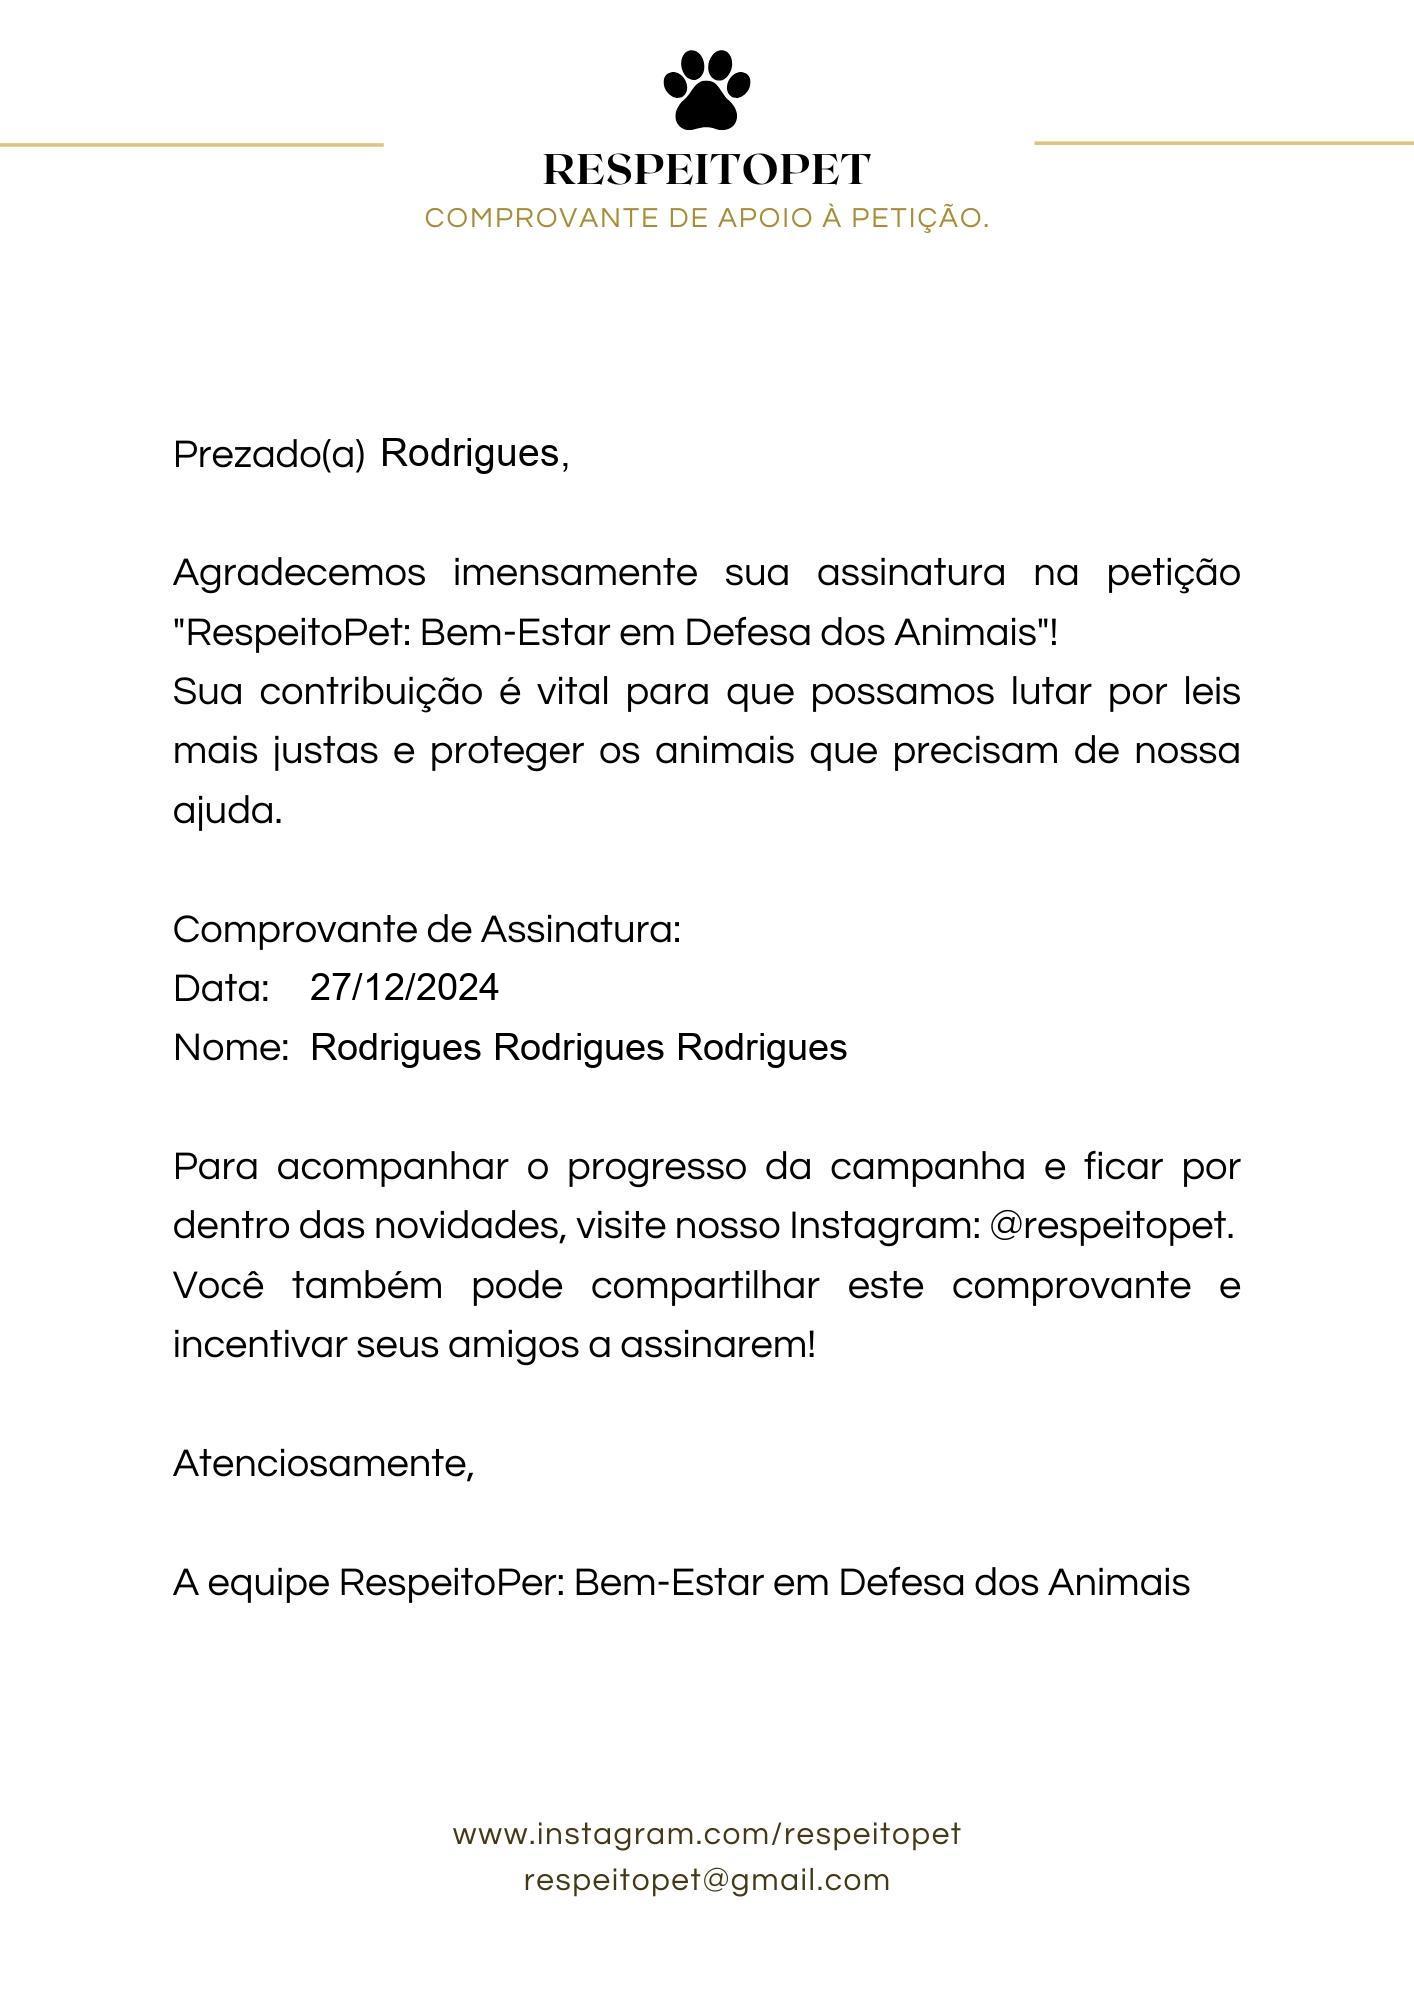 RESPEITOPET
COMPROVANTE DE APOIO À PETIÇÃO.
Prezado(a) Rodrigues,
Agradecemos imensamente sua assinatura na petição
"RespeitoPet: Bem-Estar em Defesa dos Animais"!
Sua contribuição é vital para que possamos lutar por leis
mais justas e proteger os animais que precisam de nossa
ajuda.
Comprovante de Assinatura:
Data: 27/12/2024
Nome: Rodrigues Rodrigues Rodrigues
Para acompanhar o progresso da campanha e ficar por
dentro das novidades, visite nosso Instagram: @respeitopet.
Você também pode compartilhar este comprovante e
incentivar seus amigos a assinarem!
Atenciosamente,
A equipe RespeitoPer: Bem-Estar em Defesa dos Animais
www.instagram.com/respeitopet
respeitopet@gmail.com